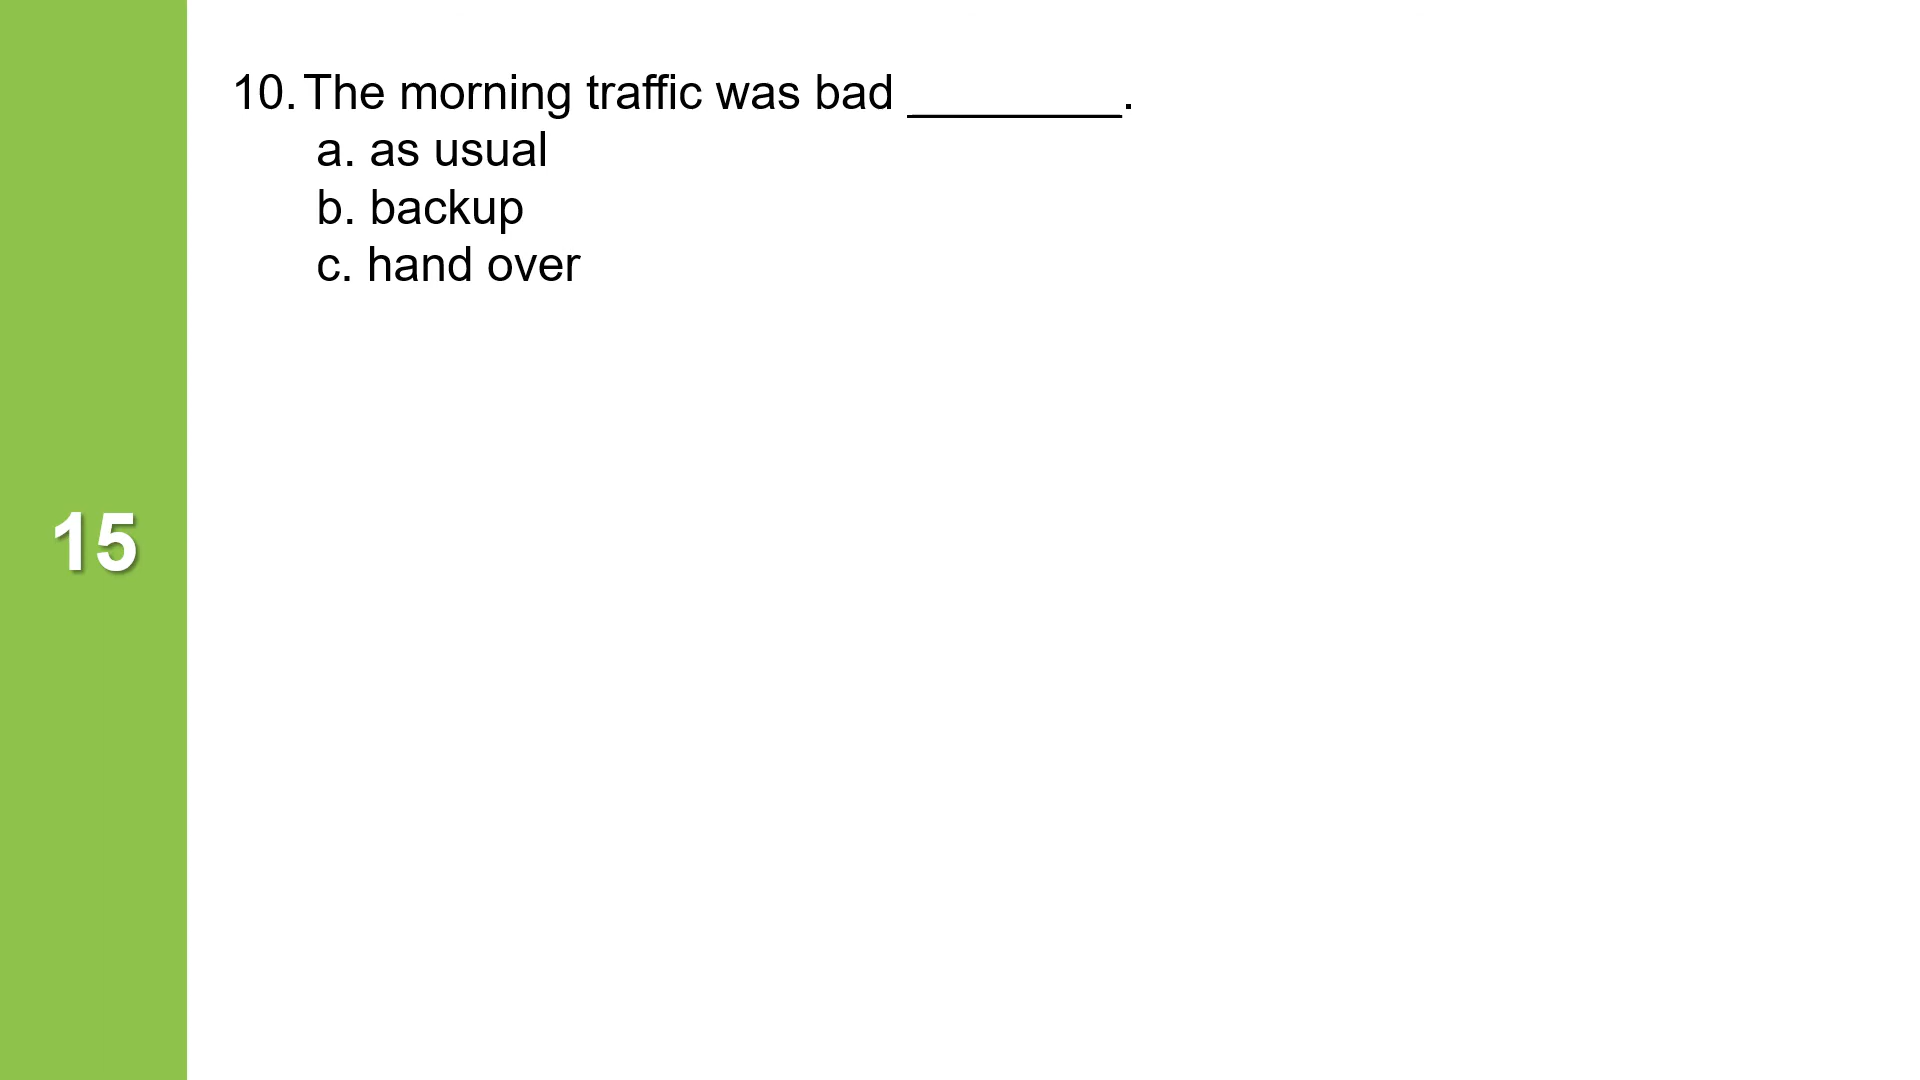 10. The morning traffic was bad ________.
a. as usual
b. backup
c. hand over
15